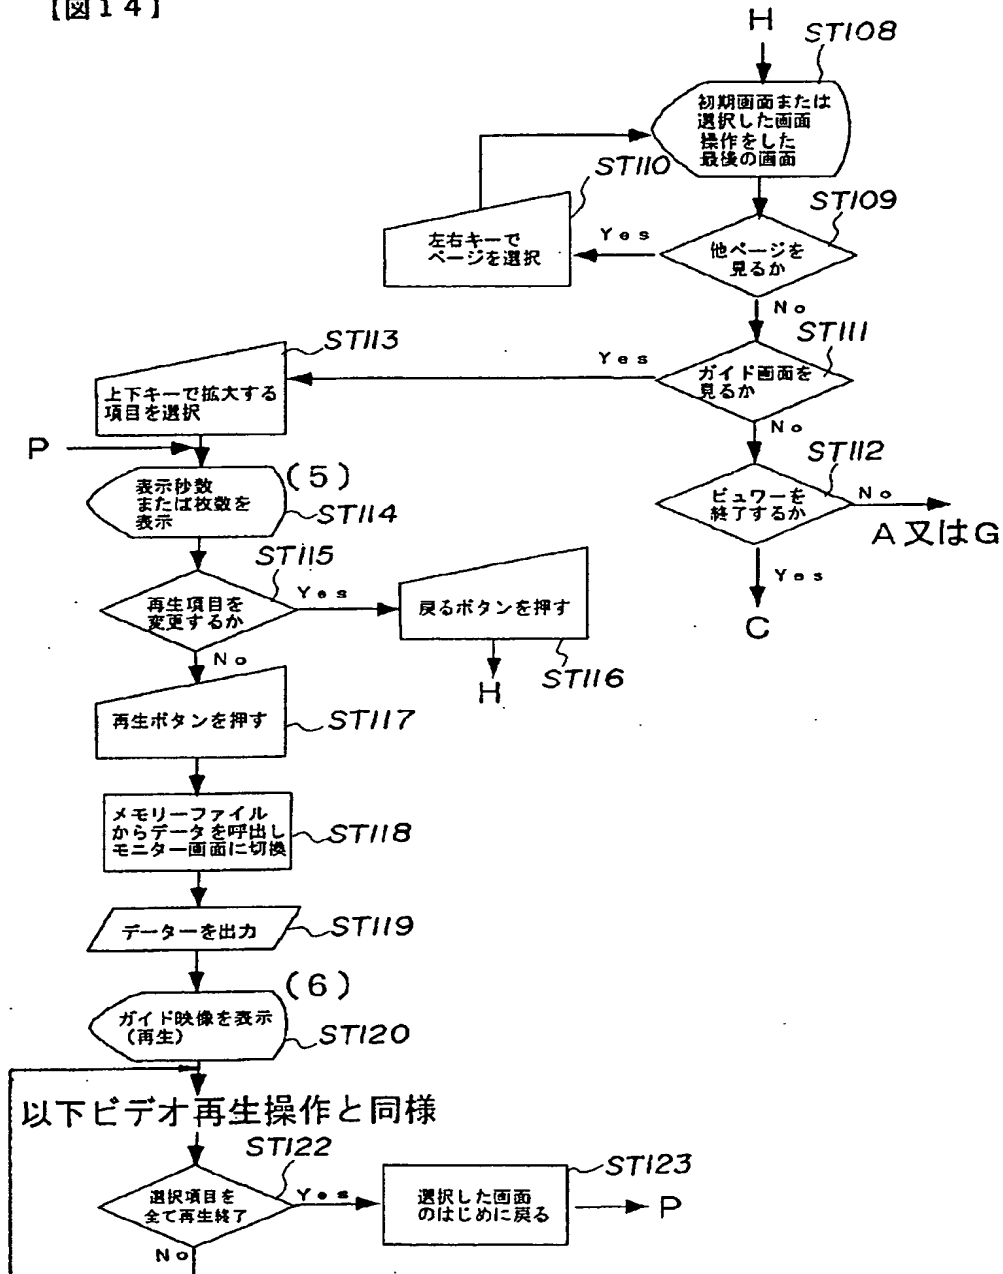 【図14】
H
ST108
初期画面または
選択した画面
操作をした
最後の画面
ST110
左右キーで
ページを選択
Yes
ST109
他ページを
見るか
No
ST111
ガイド画面を
見るか
Yes
No
ST113
上下キーで拡大する
項目を選択
P
ST112
ビュワーを
終了するか
No
A又はG
Yes
C
(5)
表示秒数
または枚数を
表示
ST114
ST115
再生項目を
変更するか
Yes
戻るボタンを押す
ST116
H
No
再生ボタンを押す
ST117
メモリーファイル
からデータを呼出し
モニター画面に切換
ST118
データーを出力
ST119
(6)
ガイド映像を表示
(再生)
ST120
以下ビデオ再生操作と同様
ST122
選択項目を
全て再生終了
Yes
ST123
選択した画面
のはじめに戻る
P
No